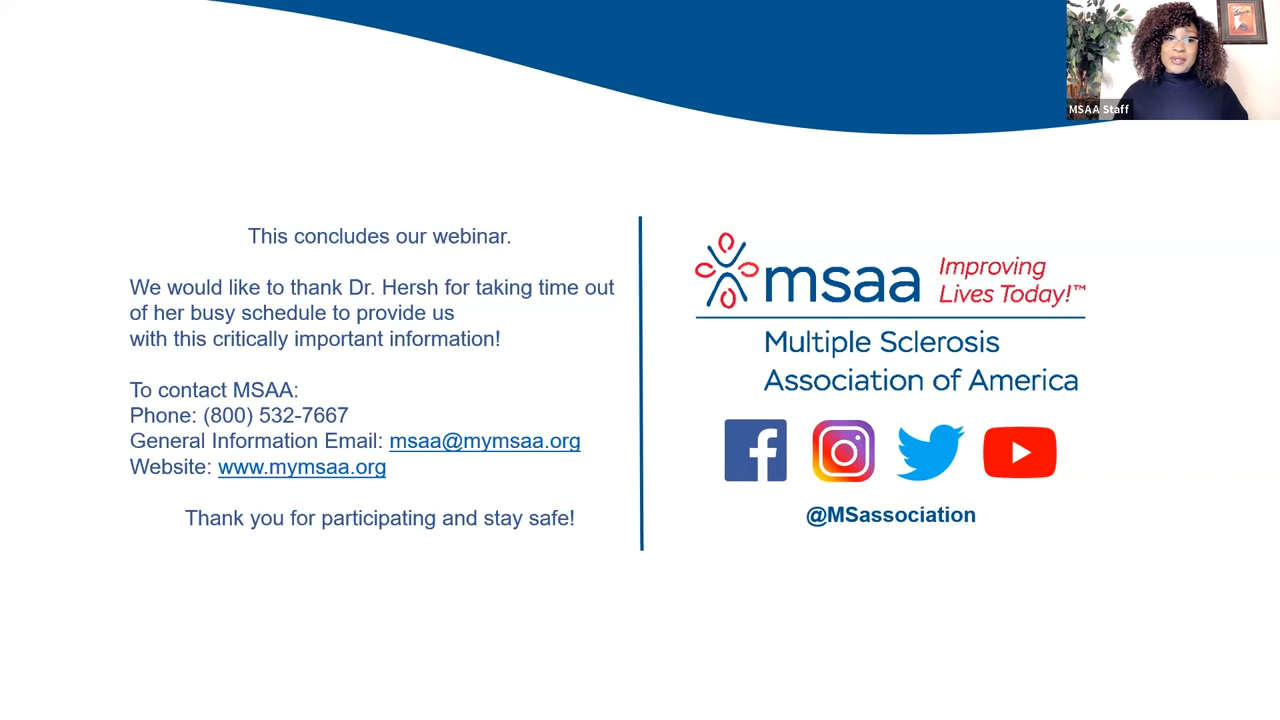 MSAA Staff
This concludes our webinar.
We would like to thank Dr. Hersh for taking time out
of her busy schedule to provide us
with this critically important information!
To contact MSAA:
Phone: (800) 532-7667
General Information Email: msaa@mymsaa.org
Website: www.mymsaa.org
Thank you for participating and stay safe!
msaa
Improving
Lives Today!™
Multiple Sclerosis
Association of America
@MSassociation